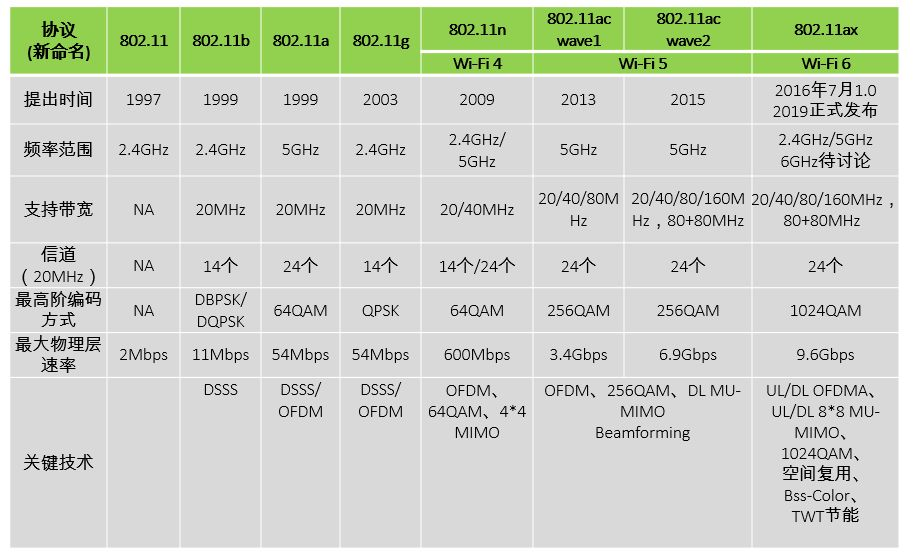 协议
(新命名)
802.11
802.11b
802.11a
802.11g
802.11n
802.11ac
wave1
802.11ac
wave2
802.11ax
Wi-Fi 4
Wi-Fi 5
Wi-Fi 6
提出时间
1997
1999
1999
2003
2009
2013
2015
2016年7月1.0
2019正式发布
频率范围
2.4GHz
2.4GHz
5GHz
2.4GHz
2.4GHz/
5GHz
5GHz
5GHz
2.4GHz/5GHz
6GHz待讨论
支持带宽
NA
20MHz
20MHz
20MHz
20/40MHz
20/40/80M
Hz
20/40/80/160M
Hz，80+80MHz
20/40/80/160MHz，
80+80MHz
信道
（20MHz）
NA
14个
24个
14个
14个/24个
24个
24个
24个
最高阶编码
方式
NA
DBPSK/
DQPSK
64QAM
QPSK
64QAM
256QAM
256QAM
1024QAM
最大物理层
速率
2Mbps
11Mbps
54Mbps
54Mbps
600Mbps
3.4Gbps
6.9Gbps
9.6Gbps
关键技术
DSSS
DSSS/
OFDM
DSSS/
OFDM
OFDM、
64QAM、4*4
MIMO
OFDM、256QAM、DL MU-
MIMO
Beamforming
UL/DL OFDMA、
UL/DL 8*8 MU-
MIMO、
1024QAM、
空间复用、
Bss-Color、
TWT节能